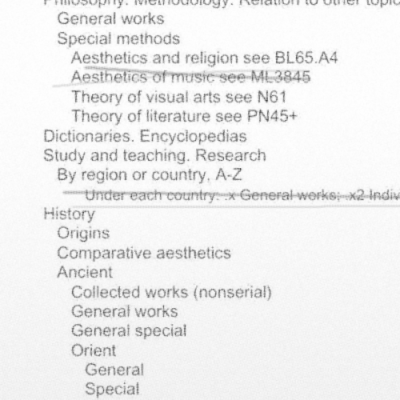 Philosophy. Methodology. Relation to other topic
General works
Special methods
Aesthetics and religion see BL65.A4
Aesthetics of music see ML3845
Theory of visual arts see N61
Theory of literature see PN45+
Dictionaries. Encyclopedias
Study and teaching. Research
By region or country, A-Z
Under each country: .x General works; .x2 Indiv
History
Origins
Comparative aesthetics
Ancient
Collected works (nonserial)
General works
General special
Orient
General
Special